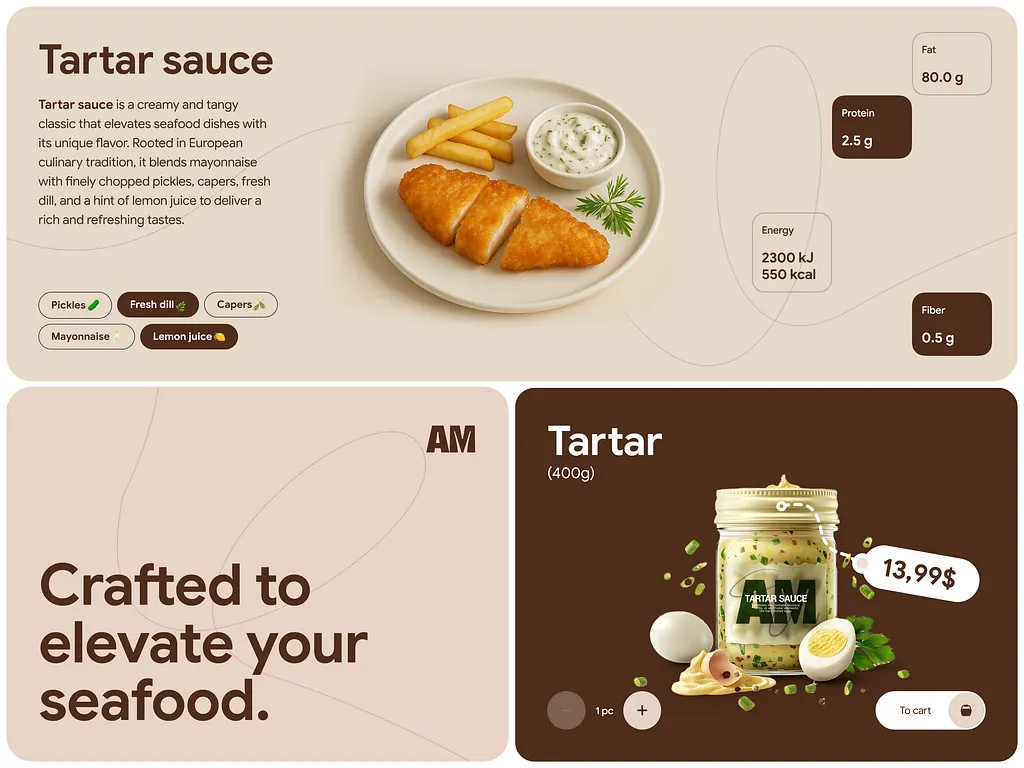 Tartar sauce
Tartar sauce is a creamy and tangy
classic that elevates seafood dishes with
its unique flavor. Rooted in European
culinary tradition, it blends mayonnaise
with finely chopped pickles, capers, fresh
dill, and a hint of lemon juice to deliver a
rich and refreshing tastes.
Pickles
Fresh dill
Capers
Mayonnaise
Lemon juice
Fat
80.0 g
Protein
2.5 g
Energy
2300 kJ
550 kcal
Fiber
0.5 g
AM
Crafted to
elevate your
seafood.
Tartar
(400g)
AM
TARTAR SAUCE
13,99$
1 pc
To cart